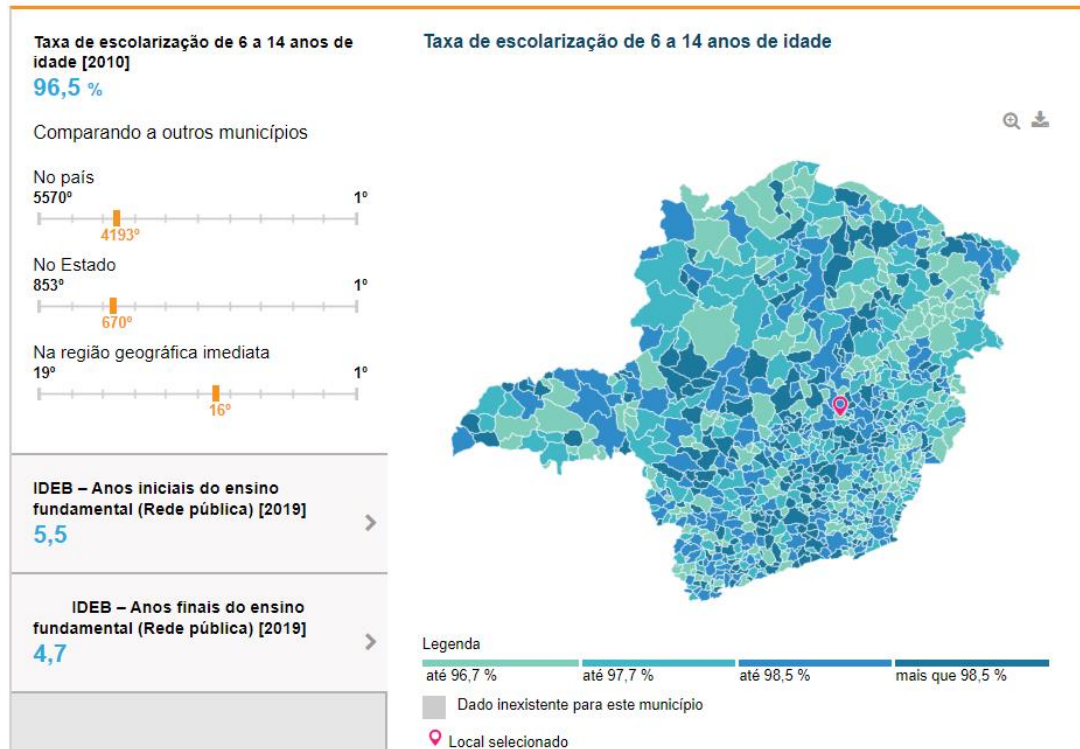 Taxa de escolarização de 6 a 14 anos de
idade [2010]
96,5 %
Comparando a outros municípios
No país
5570º 1º
4193º
No Estado
853º 1º
670º
Na região geográfica imediata
19º 1º
16º
IDEB – Anos iniciais do ensino
fundamental (Rede pública) [2019]
5,5
IDEB – Anos finais do ensino
fundamental (Rede pública) [2019]
4,7
Taxa de escolarização de 6 a 14 anos de idade
Legenda
até 96,7 % até 97,7 % até 98,5 % mais que 98,5 %
Dado inexistente para este município
Local selecionado